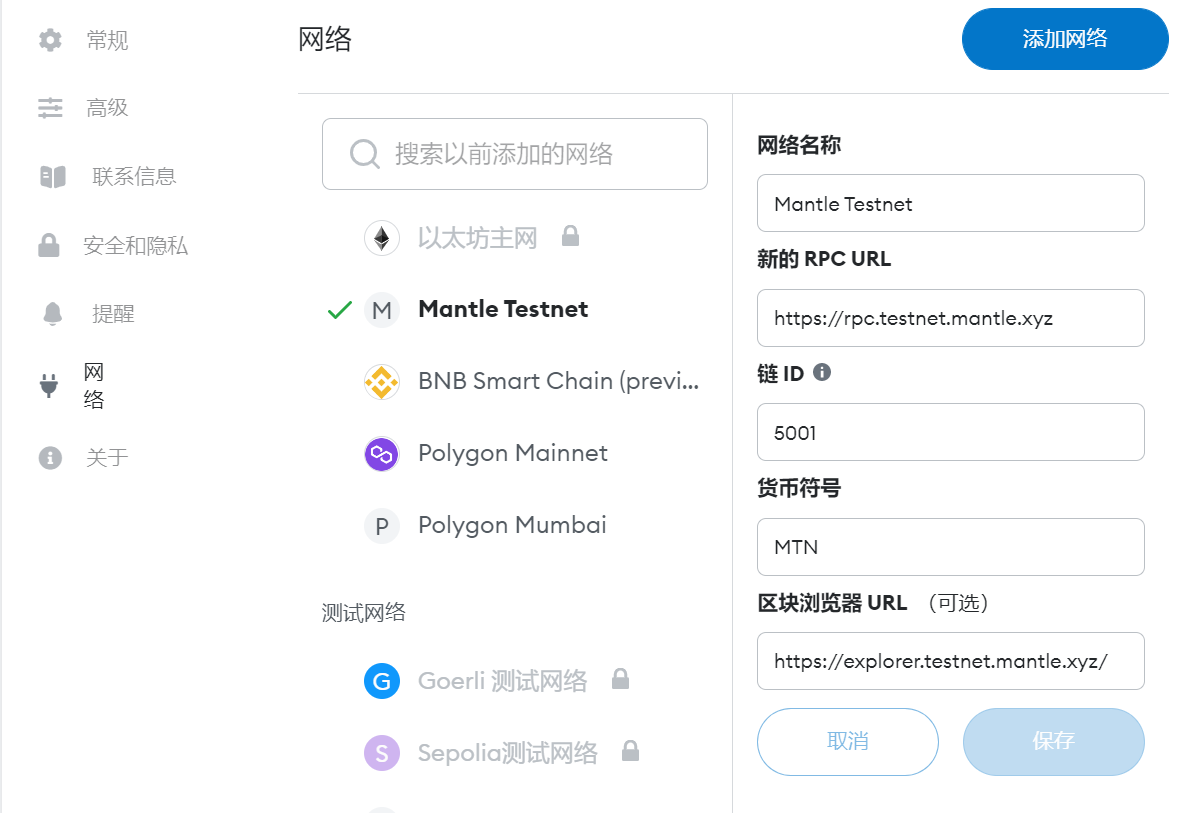 常规
高级
联系信息
安全和隐私
提醒
网
络
关于
网络
添加网络
搜索以前添加的网络
以太坊主网
M
Mantle Testnet
BNB Smart Chain (previ...
Polygon Mainnet
P
Polygon Mumbai
测试网络
G
Goerli 测试网络
S
Sepolia测试网络
网络名称
Mantle Testnet
新的 RPC URL
https://rpc.testnet.mantle.xyz
链 ID
5001
货币符号
MTN
区块浏览器 URL （可选）
https://explorer.testnet.mantle.xyz/
取消
保存